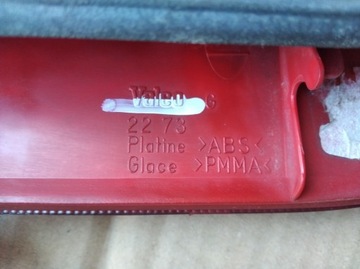 Valeo G
22 73
Platine >ABS<
Glace >PMMA<